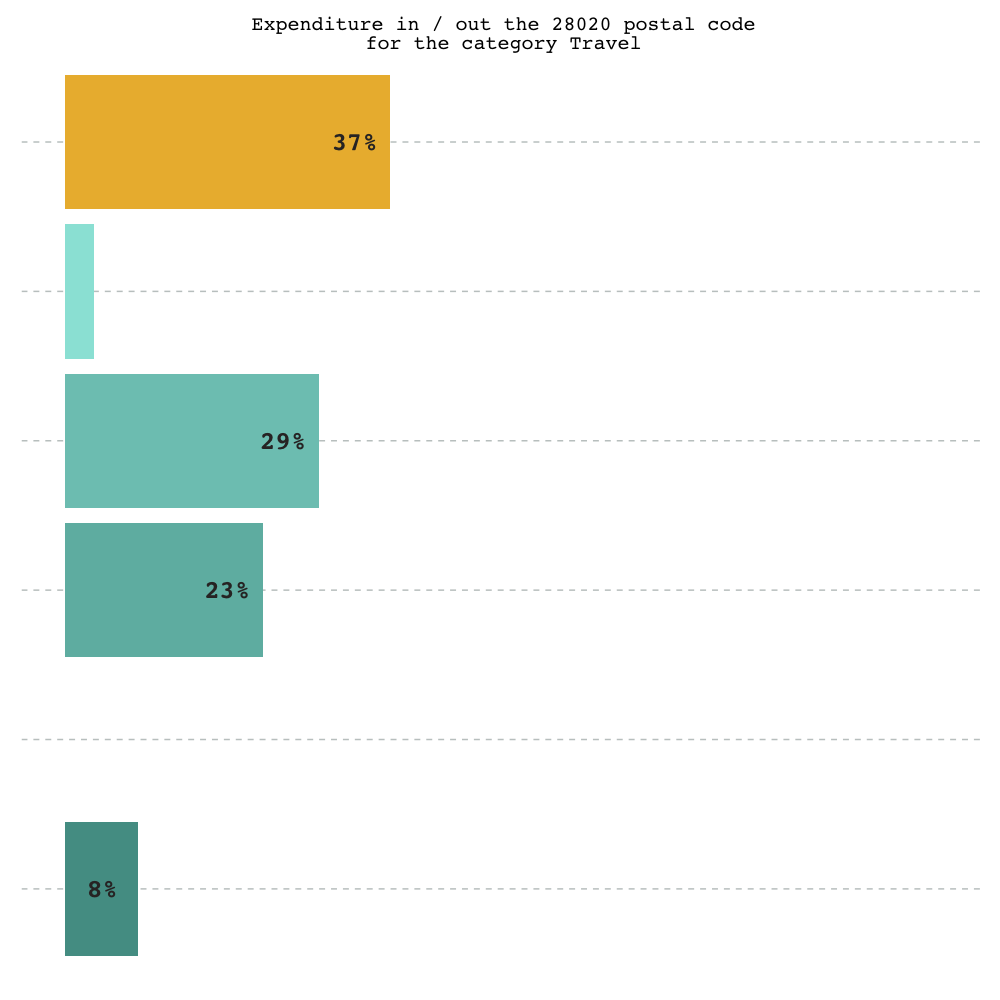 Expenditure in / out the 28020 postal code
for the category Travel
37%
29%
23%
8%